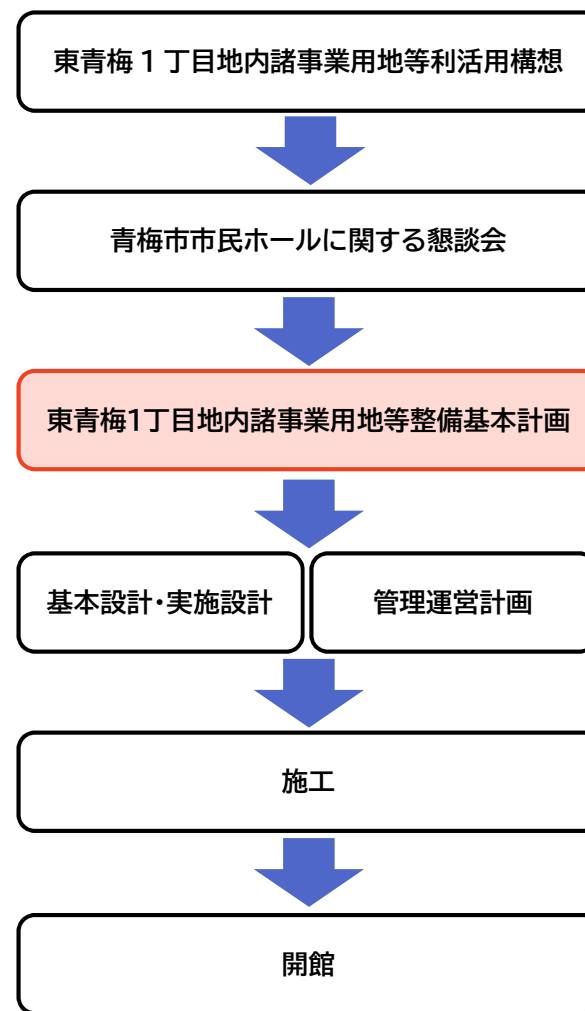 東青梅１丁目地内諸事業用地等利活用構想
青梅市市民ホールに関する懇談会
東青梅1丁目地内諸事業用地等整備基本計画
基本設計・実施設計
管理運営計画
施工
開館